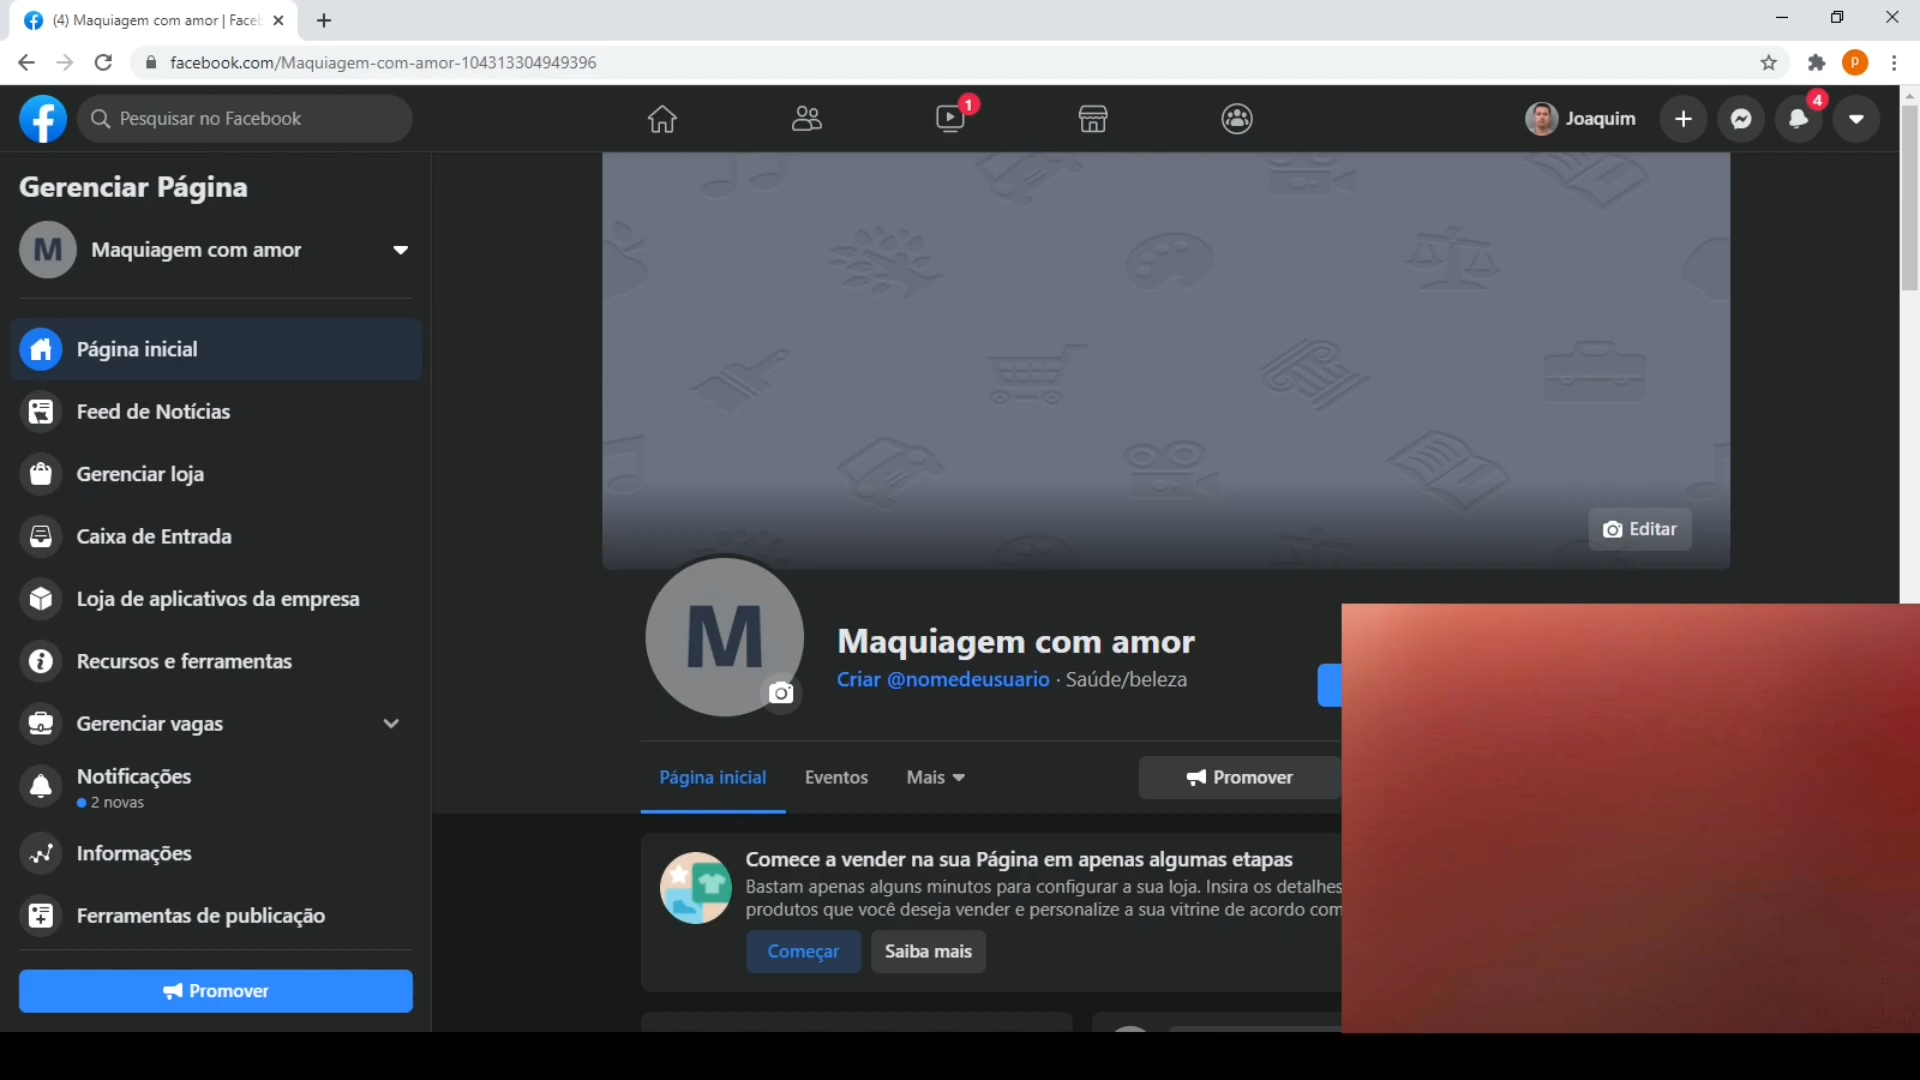 (4) Maquiagem com amor | Face
facebook.com/Maquiagem-com-amor-104313304949396
P
Pesquisar no Facebook
1
Joaquim
4
Gerenciar Página
M
Maquiagem com amor
Página inicial
Feed de Notícias
Gerenciar loja
Caixa de Entrada
Loja de aplicativos da empresa
Recursos e ferramentas
Gerenciar vagas
Notificações
2 novas
Informações
Ferramentas de publicação
Promover
Editar
M
Maquiagem com amor
Criar @nomedeusuario · Saúde/beleza
Página inicial
Eventos
Mais
Promover
Comece a vender na sua Página em apenas algumas etapas
Bastam apenas alguns minutos para configurar a sua loja. Insira os detalhes
produtos que você deseja vender e personalize a sua vitrine de acordo com
Começar
Saiba mais